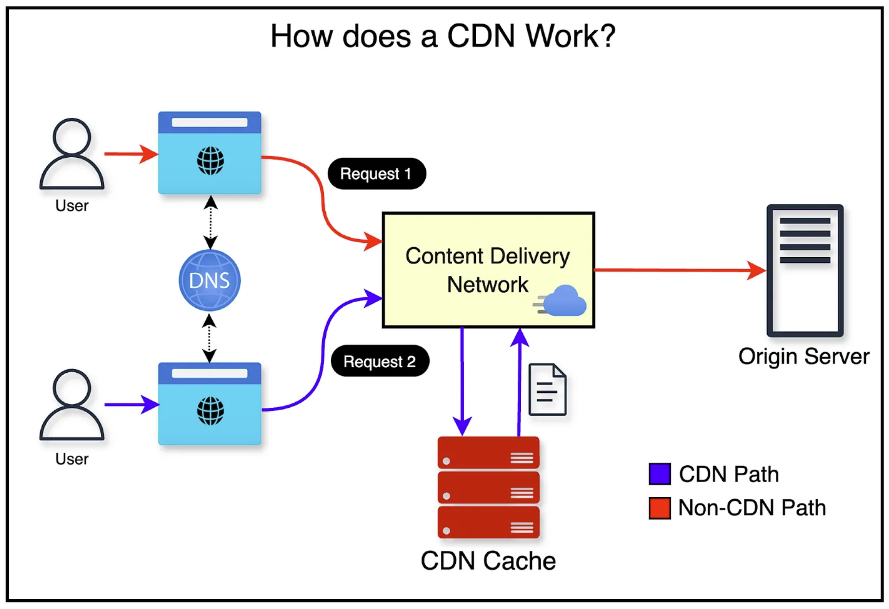 How does a CDN Work?
User
Request 1
DNS
Content Delivery
Network
Origin Server
Request 2
User
CDN Cache
CDN Path
Non-CDN Path